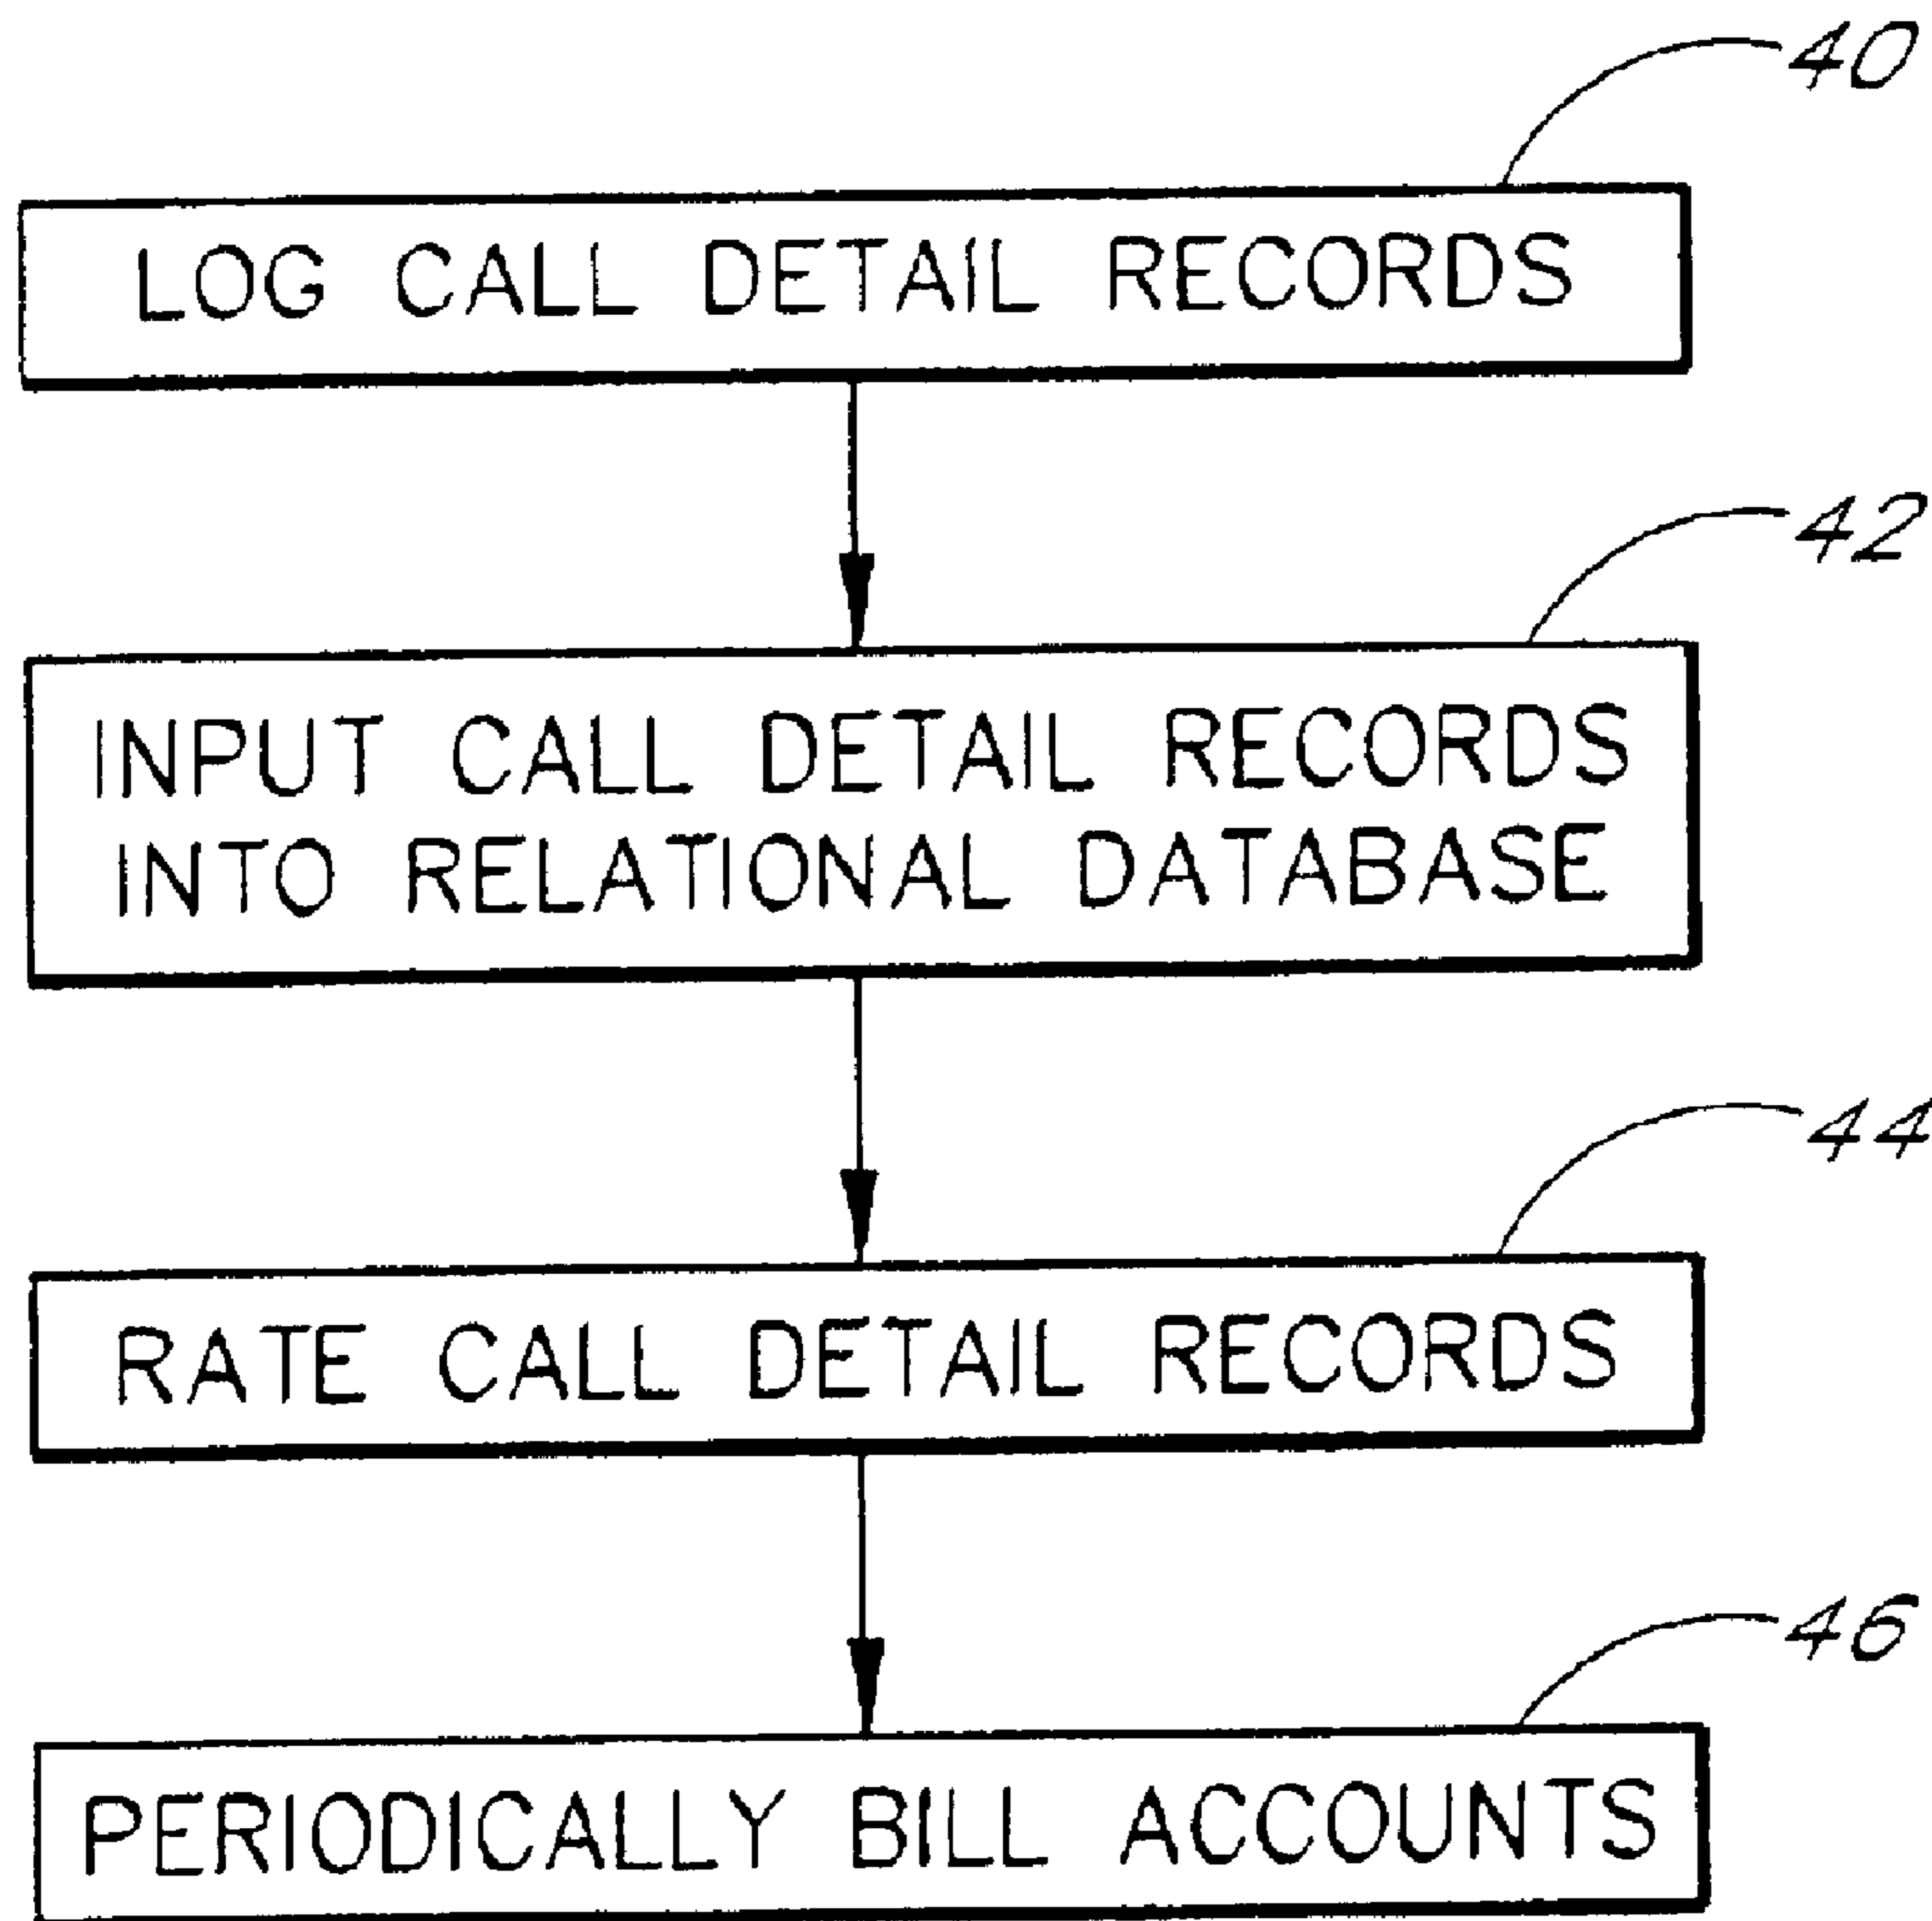 40
LOG CALL DETAIL RECORDS
42
INPUT CALL DETAIL RECORDS
INTO RELATIONAL DATABASE
44
RATE CALL DETAIL RECORDS
46
PERIODICALLY BILL ACCOUNTS